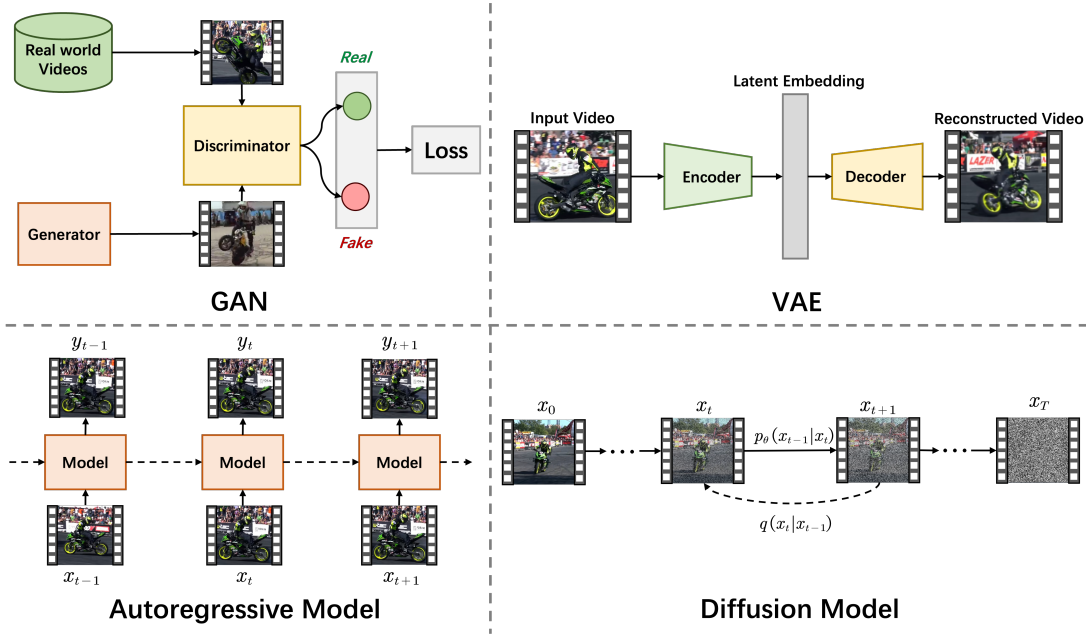 Real world
Videos
Real
Discriminator
Loss
Generator
Fake
GAN
Latent Embedding
Input Video
Reconstructed Video
Encoder
Decoder
LAZER
VAE
y_{t-1}
y_t
y_{t+1}
Model
Model
Model
x_{t-1}
x_t
x_{t+1}
Autoregressive Model
x_0
x_t
x_{t+1}
x_T
p_θ(x_{t-1}|x_t)
q(x_t|x_{t-1})
Diffusion Model